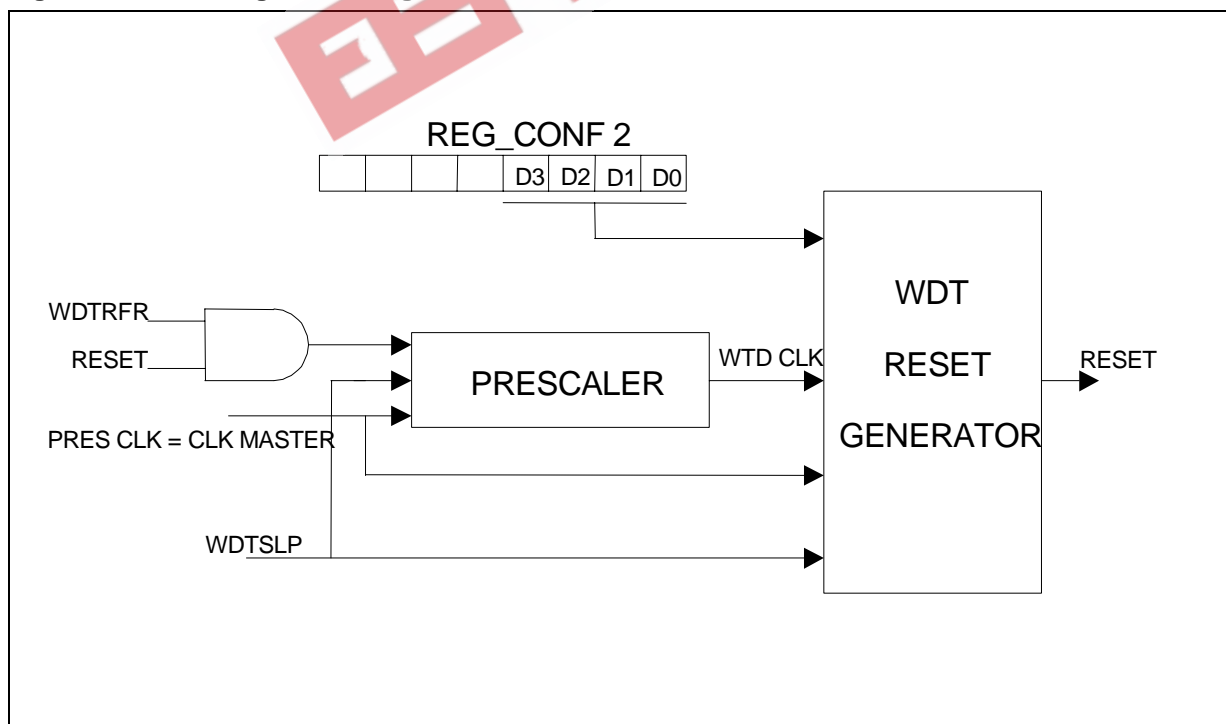 REG_CONF 2
D3 D2 D1 D0
WDTRFR
RESET
PRES CLK = CLK MASTER
WDTSLP
PRESCALER
WTD CLK
WDT
RESET
GENERATOR
RESET